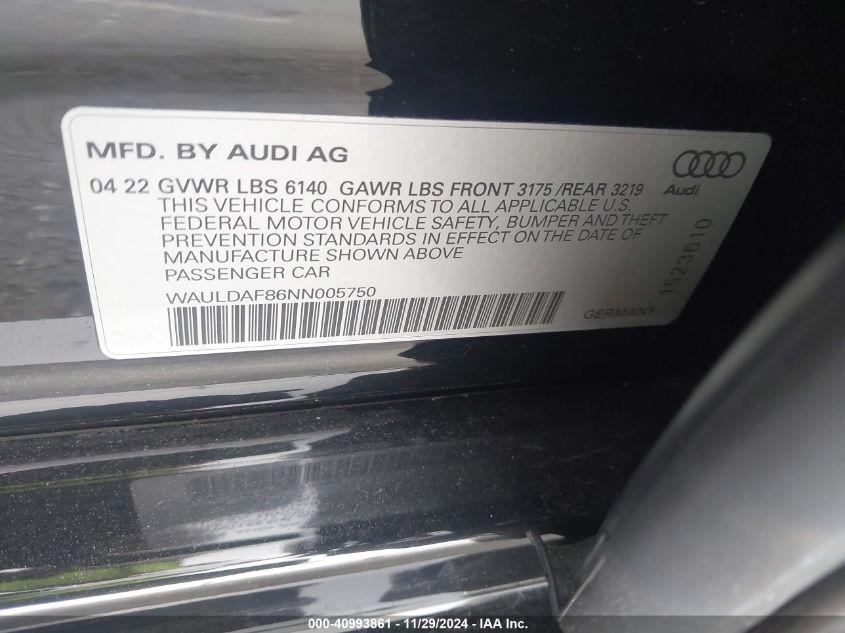 MFD. BY AUDI AG
04 22 GVWR LBS 6140 GAWR LBS FRONT 3175 /REAR 3219
THIS VEHICLE CONFORMS TO ALL APPLICABLE U.S.
FEDERAL MOTOR VEHICLE SAFETY, BUMPER AND THEFT
PREVENTION STANDARDS IN EFFECT ON THE DATE OF
MANUFACTURE SHOWN ABOVE
PASSENGER CAR
WAULDAF86NN005750
Audi
1523610
GERMANY
000-40993861 - 11/29/2024 - IAA Inc.